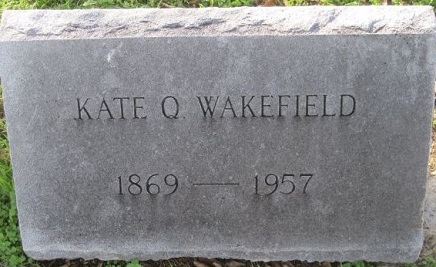 KATE Q. WAKEFIELD
1869 — 1957